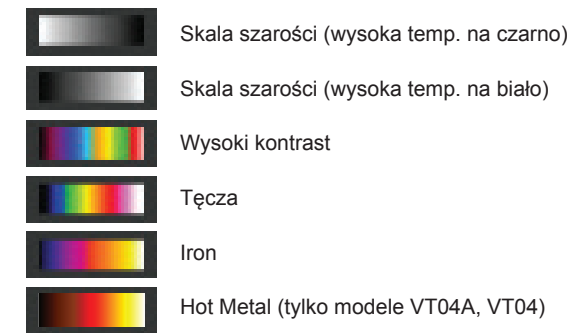 Skala szarości (wysoka temp. na czarno)
Skala szarości (wysoka temp. na biało)
Wysoki kontrast
Tęcza
Iron
Hot Metal (tylko modele VT04A, VT04)